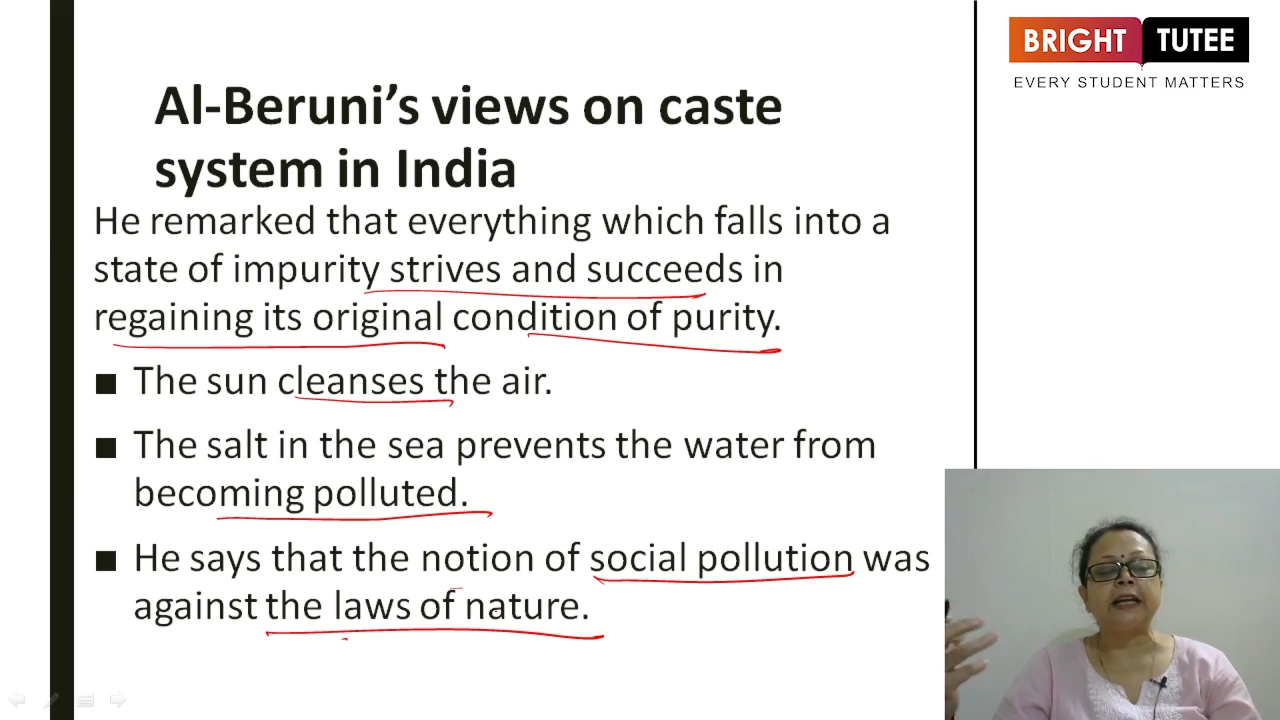 BRIGHT TUTEE
EVERY STUDENT MATTERS
Al-Beruni’s views on caste
system in India
He remarked that everything which falls into a
state of impurity strives and succeeds in
regaining its original condition of purity.
■ The sun cleanses the air.
■ The salt in the sea prevents the water from
becoming polluted.
■ He says that the notion of social pollution was
against the laws of nature.